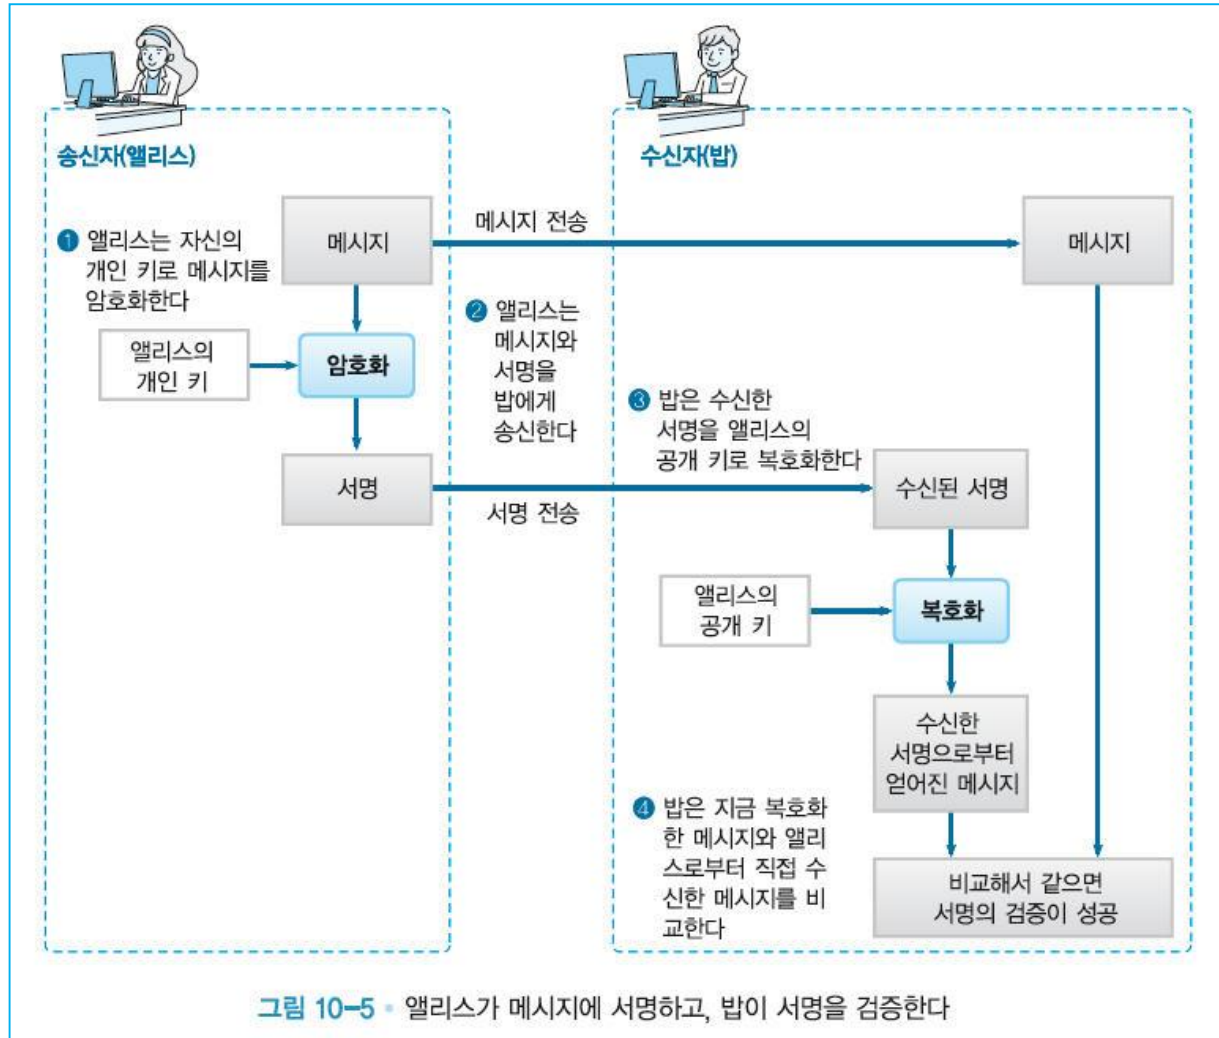 송신자(앨리스)
수신자(밥)
❶ 앨리스는 자신의
개인 키로 메시지를
암호화한다
메시지
메시지 전송
메시지
앨리스의
개인 키
암호화
❷ 앨리스는
메시지와
서명을
밥에게
송신한다
서명
서명 전송
❸ 밥은 수신한
서명을 앨리스의
공개 키로 복호화한다
수신된 서명
앨리스의
공개 키
복호화
수신한
서명으로부터
얻어진 메시지
❹ 밥은 지금 복호화
한 메시지와 앨리
스로부터 직접 수
신한 메시지를 비
교한다
비교해서 같으면
서명의 검증이 성공
그림 10-5 • 앨리스가 메시지에 서명하고, 밥이 서명을 검증한다